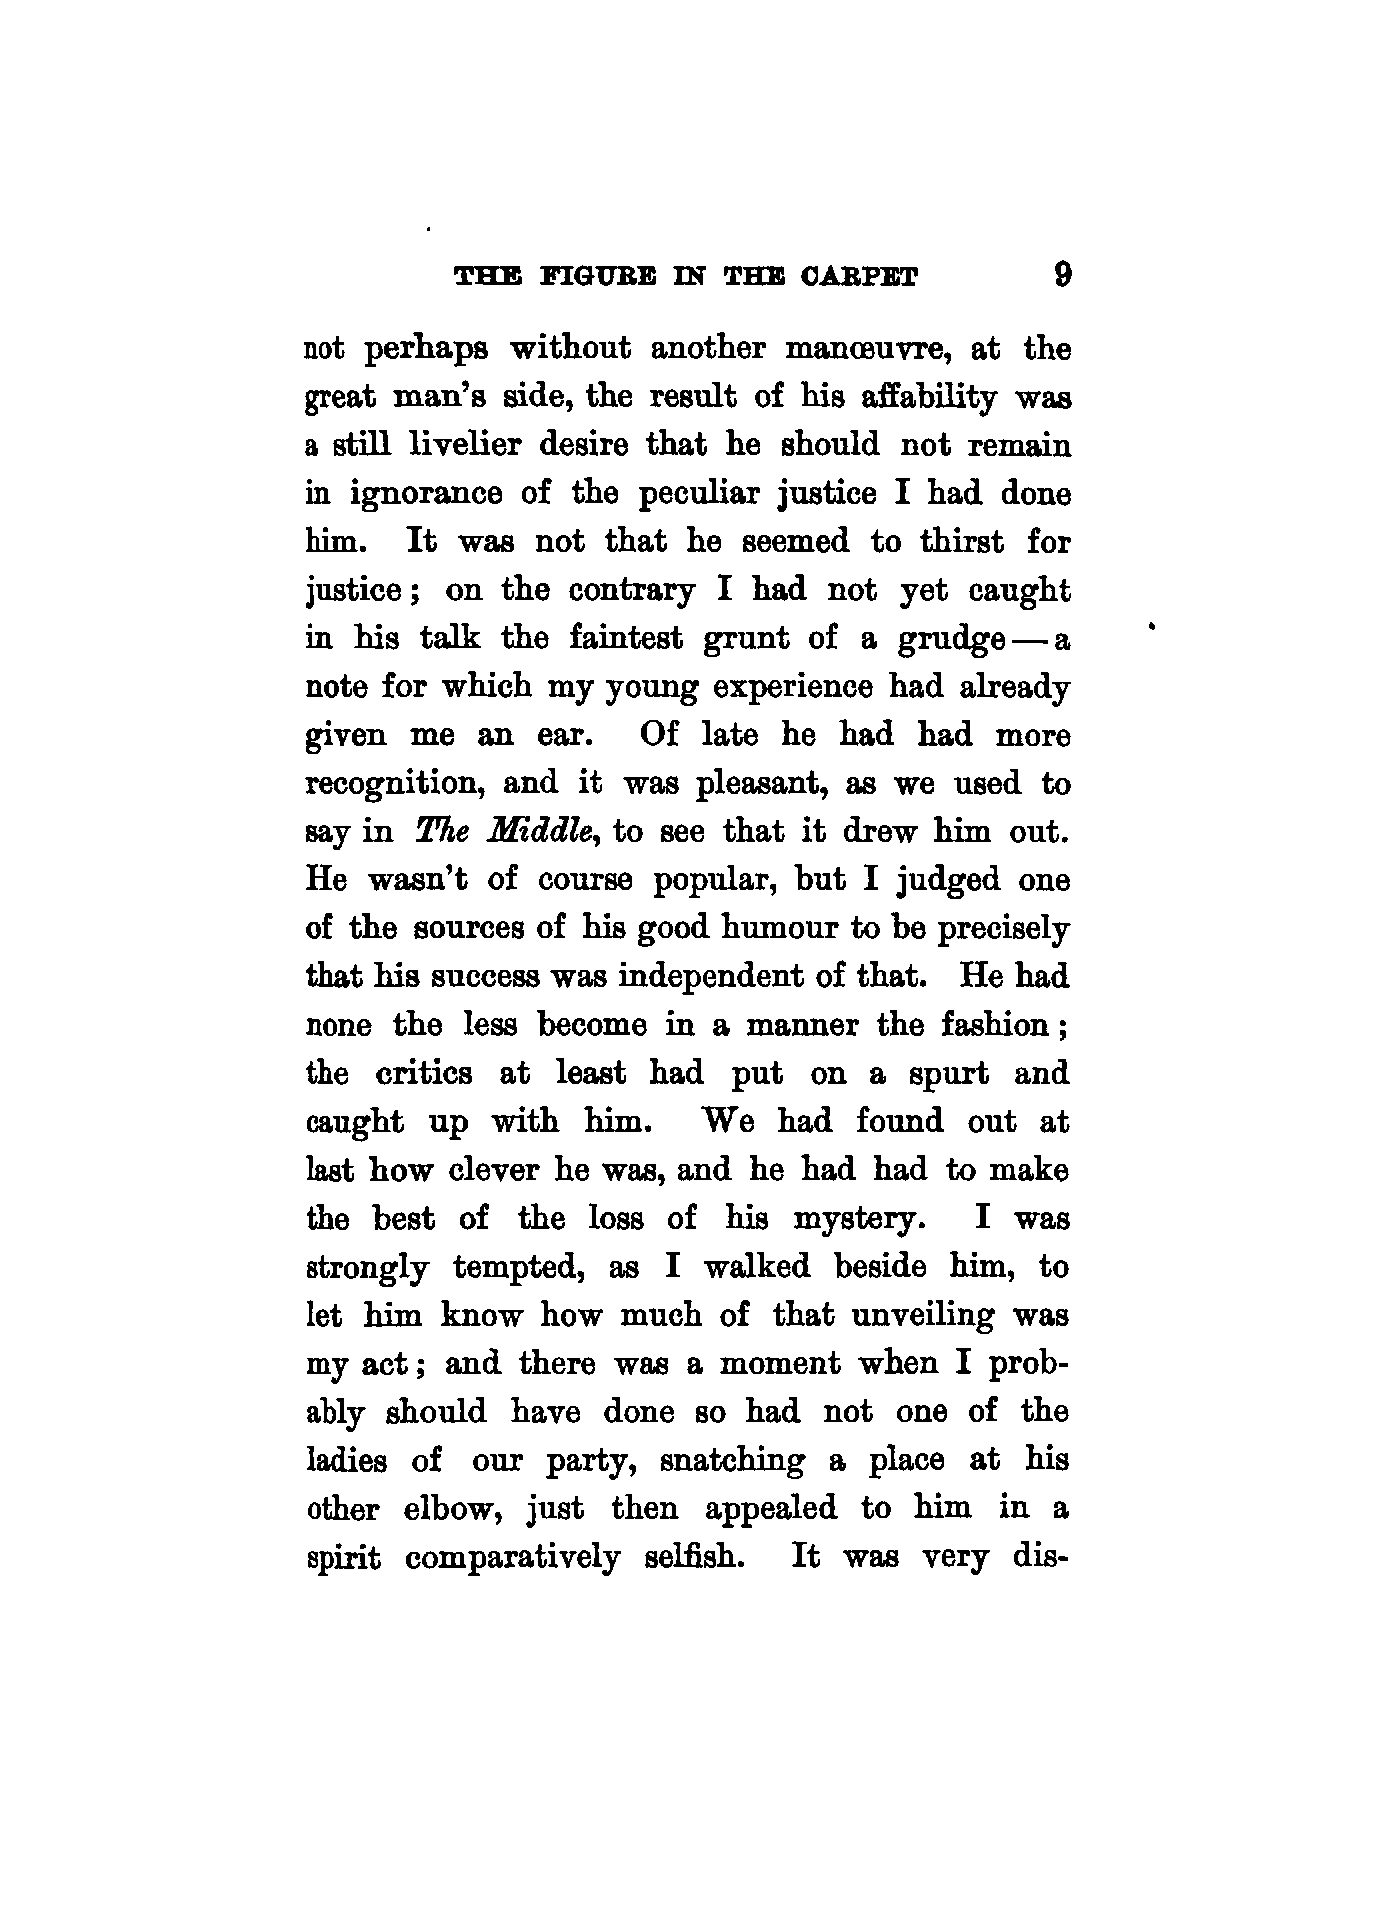 THE FIGURE IN THE CARPET 9
not perhaps without another manœuvre, at the
great man's side, the result of his affability was
a still livelier desire that he should not remain
in ignorance of the peculiar justice I had done
him. It was not that he seemed to thirst for
justice; on the contrary I had not yet caught
in his talk the faintest grunt of a grudge—a
note for which my young experience had already
given me an ear. Of late he had had more
recognition, and it was pleasant, as we used to
say in The Middle, to see that it drew him out.
He wasn't of course popular, but I judged one
of the sources of his good humour to be precisely
that his success was independent of that. He had
none the less become in a manner the fashion;
the critics at least had put on a spurt and
caught up with him. We had found out at
last how clever he was, and he had had to make
the best of the loss of his mystery. I was
strongly tempted, as I walked beside him, to
let him know how much of that unveiling was
my act; and there was a moment when I prob-
ably should have done so had not one of the
ladies of our party, snatching a place at his
other elbow, just then appealed to him in a
spirit comparatively selfish. It was very dis-